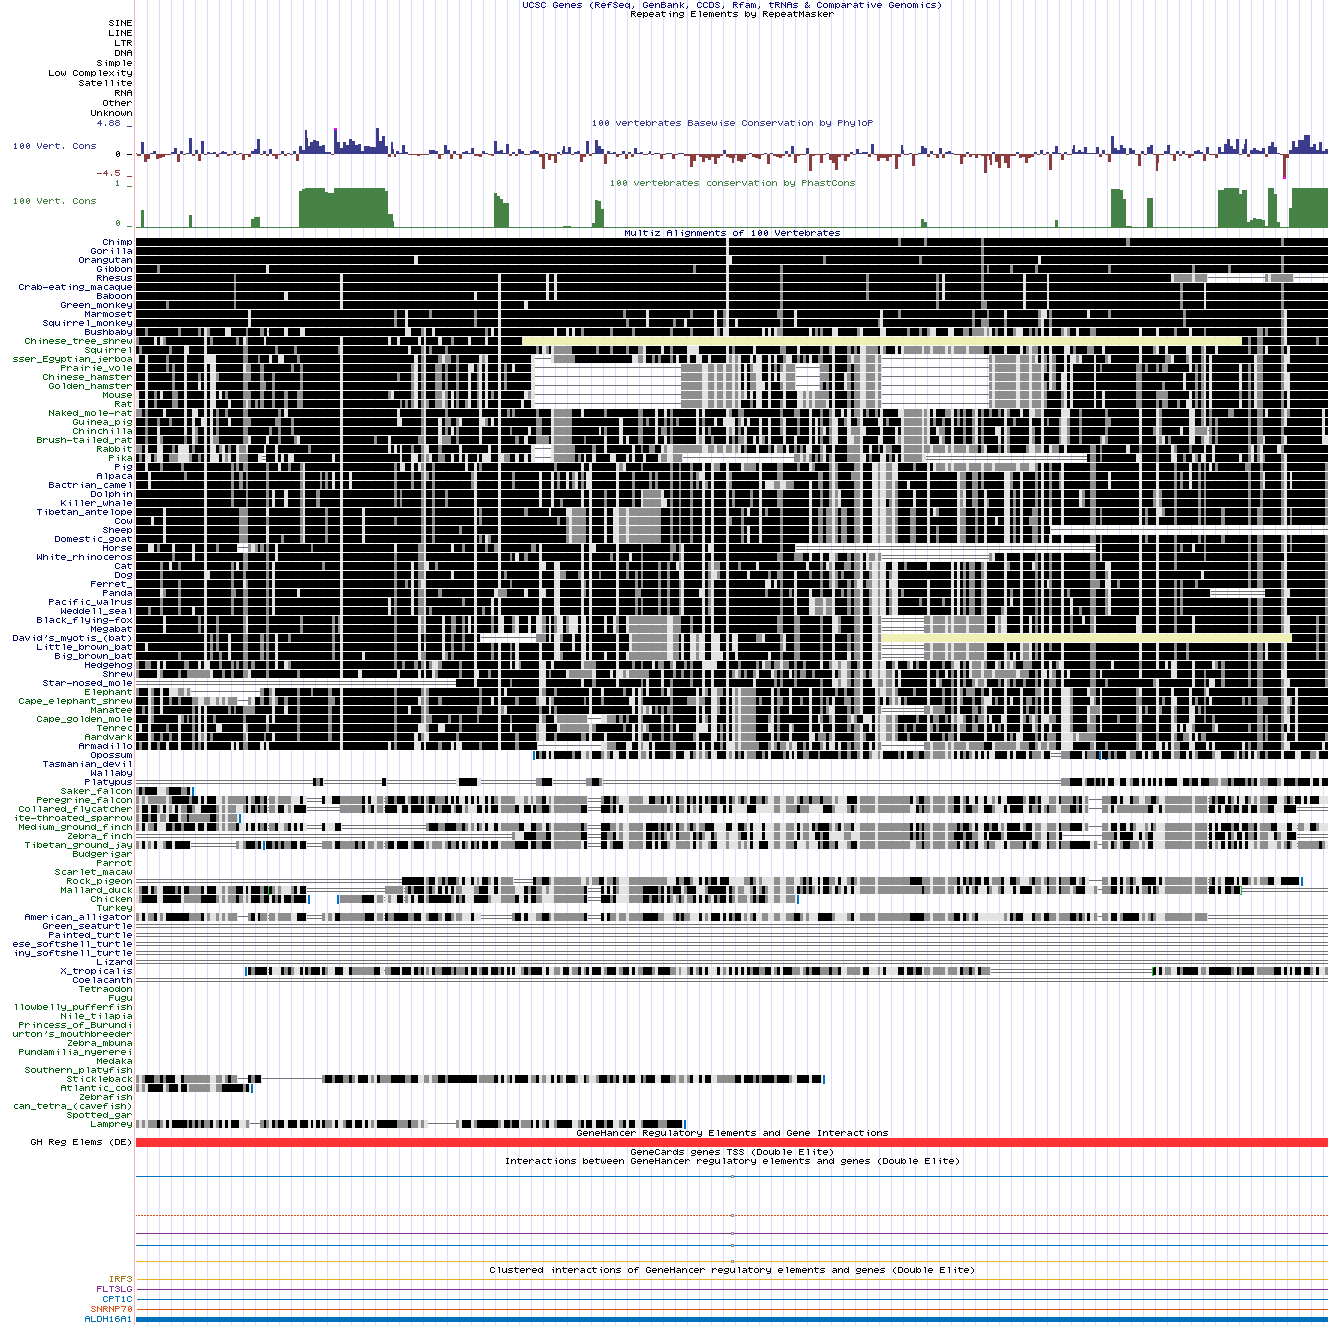 UCSC Genes (RefSeq, GenBank, CCDS, Rfam, tRNAs & Comparative Genomics)
Repeating Elements by RepeatMasker
SINE
LINE
LTR
DNA
Simple
Low Complexity
Satellite
RNA
Other
Unknown
4.88 _
100 vertebrates Basewise Conservation by PhyloP
100 Vert. Cons
0 -
-4.5 _
100 vertebrates conservation by PhastCons
1 _
100 Vert. Cons
0 _
Multiz Alignments of 100 Vertebrates
Chimp
Gorilla
Orangutan
Gibbon
Rhesus
Crab-eating_macaque
Baboon
Green_monkey
Marmoset
Squirrel_monkey
Bushbaby
Chinese_tree_shrew
Squirrel
sser_Egyptian_jerboa
Prairie_vole
Chinese_hamster
Golden_hamster
Mouse
Rat
Naked_mole-rat
Guinea_pig
Chinchilla
Brush-tailed_rat
Rabbit
Pika
Pig
Alpaca
Bactrian_camel
Dolphin
Killer_whale
Tibetan_antelope
Cow
Sheep
Domestic_goat
Horse
White_rhinoceros
Cat
Dog
Ferret_
Panda
Pacific_walrus
Weddell_seal
Black_flying-fox
Megabat
David's_myotis_(bat)
Little_brown_bat
Big_brown_bat
Hedgehog
Shrew
Star-nosed_mole
Elephant
Cape_elephant_shrew
Manatee
Cape_golden_mole
Tenrec
Aardvark
Armadillo
Opossum
Tasmanian_devil
Wallaby
Platypus
Saker_falcon
Peregrine_falcon
Collared_flycatcher
ite-throated_sparrow
Medium_ground_finch
Zebra_finch
Tibetan_ground_jay
Budgerigar
Parrot
Scarlet_macaw
Rock_pigeon
Mallard_duck
Chicken
Turkey
American_alligator
Green_seaturtle
Painted_turtle
ese_softshell_turtle
iny_softshell_turtle
Lizard
X_tropicalis
Coelacanth
Tetraodon
Fugu
llowbelly_pufferfish
Nile_tilapia
Princess_of_Burundi
urton's_mouthbreeder
Zebra_mbuna
Pundamilia_nyererei
Medaka
Southern_platyfish
Stickleback
Atlantic_cod
Zebrafish
can_tetra_(cavefish)
Spotted_gar
Lamprey
GeneHancer Regulatory Elements and Gene Interactions
GH Reg Elems (DE)
GeneCards genes TSS (Double Elite)
Interactions between GeneHancer regulatory elements and genes (Double Elite)
Clustered interactions of GeneHancer regulatory elements and genes (Double Elite)
IRF3
FLT3LG
CPT1C
SNRNP70
ALDH16A1